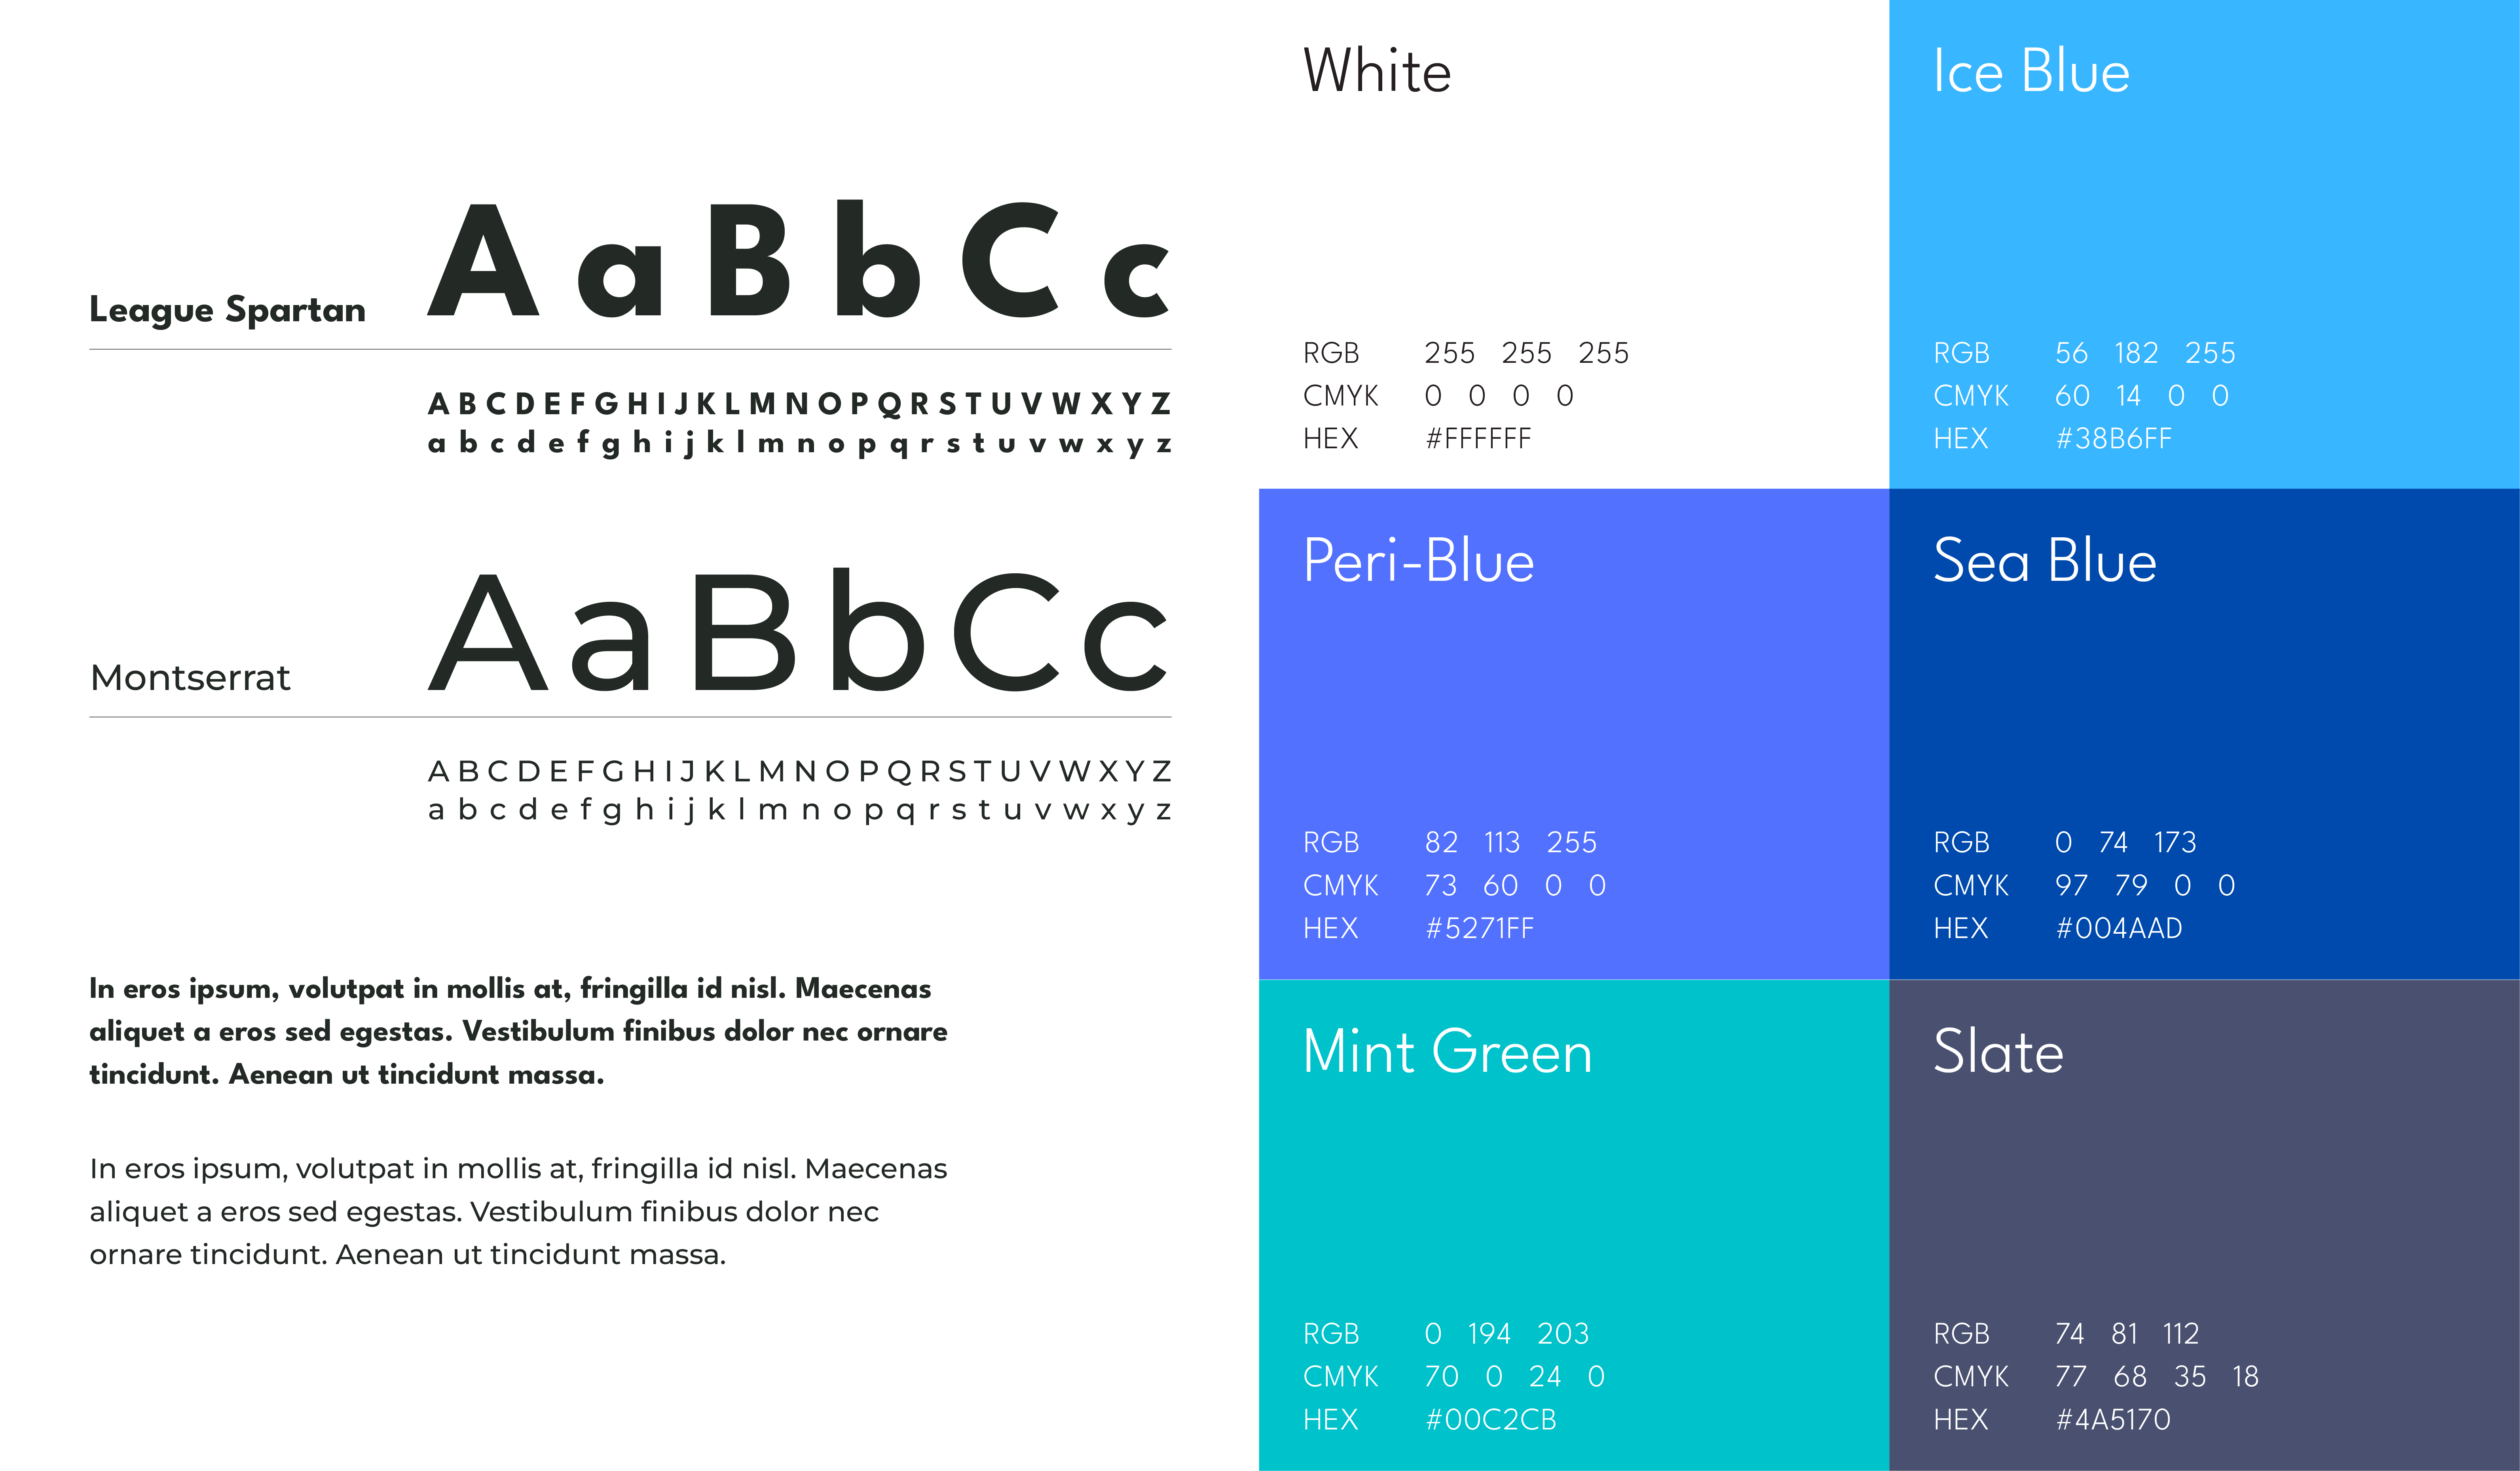 League Spartan
A a B b C c
A B C D E F G H I J K L M N O P Q R S T U V W X Y Z
a b c d e f g h i j k l m n o p q r s t u v w x y z
Montserrat
A a B b C c
A B C D E F G H I J K L M N O P Q R S T U V W X Y Z
a b c d e f g h i j k l m n o p q r s t u v w x y z
In eros ipsum, volutpat in mollis at, fringilla id nisl. Maecenas
aliquet a eros sed egestas. Vestibulum finibus dolor nec ornare
tincidunt. Aenean ut tincidunt massa.
In eros ipsum, volutpat in mollis at, fringilla id nisl. Maecenas
aliquet a eros sed egestas. Vestibulum finibus dolor nec
ornare tincidunt. Aenean ut tincidunt massa.
White
RGB 255 255 255
CMYK 0 0 0 0
HEX #FFFFFF
Ice Blue
RGB 56 182 255
CMYK 60 14 0 0
HEX #38B6FF
Peri-Blue
RGB 82 113 255
CMYK 73 60 0 0
HEX #5271FF
Sea Blue
RGB 0 74 173
CMYK 97 79 0 0
HEX #004AAD
Mint Green
RGB 0 194 203
CMYK 70 0 24 0
HEX #00C2CB
Slate
RGB 74 81 112
CMYK 77 68 35 18
HEX #4A5170